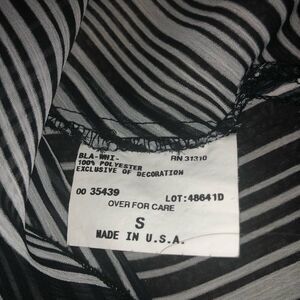 BLA-WHI- RN 31310
100% POLYESTER
EXCLUSIVE OF DECORATION
00 35439 LOT:48641D
OVER FOR CARE
S
MADE IN U.S.A.